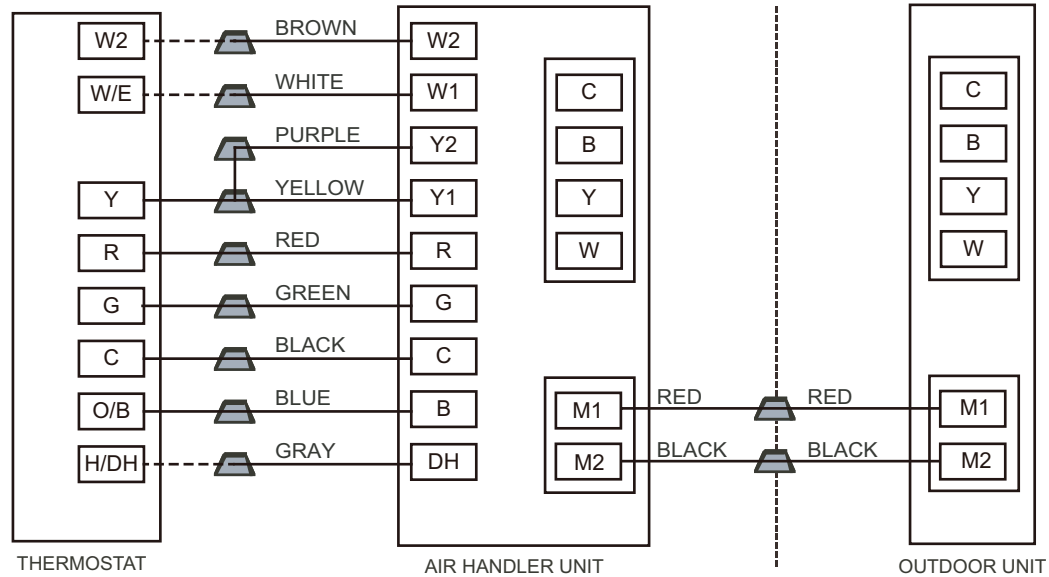 W2 BROWN W2
W/E WHITE W1 C C
PURPLE Y2 B B
Y YELLOW Y1 Y Y
R RED R W W
G GREEN G
C BLACK C
O/B BLUE B M1 RED RED M1
H/DH GRAY DH M2 BLACK BLACK M2
THERMOSTAT AIR HANDLER UNIT OUTDOOR UNIT